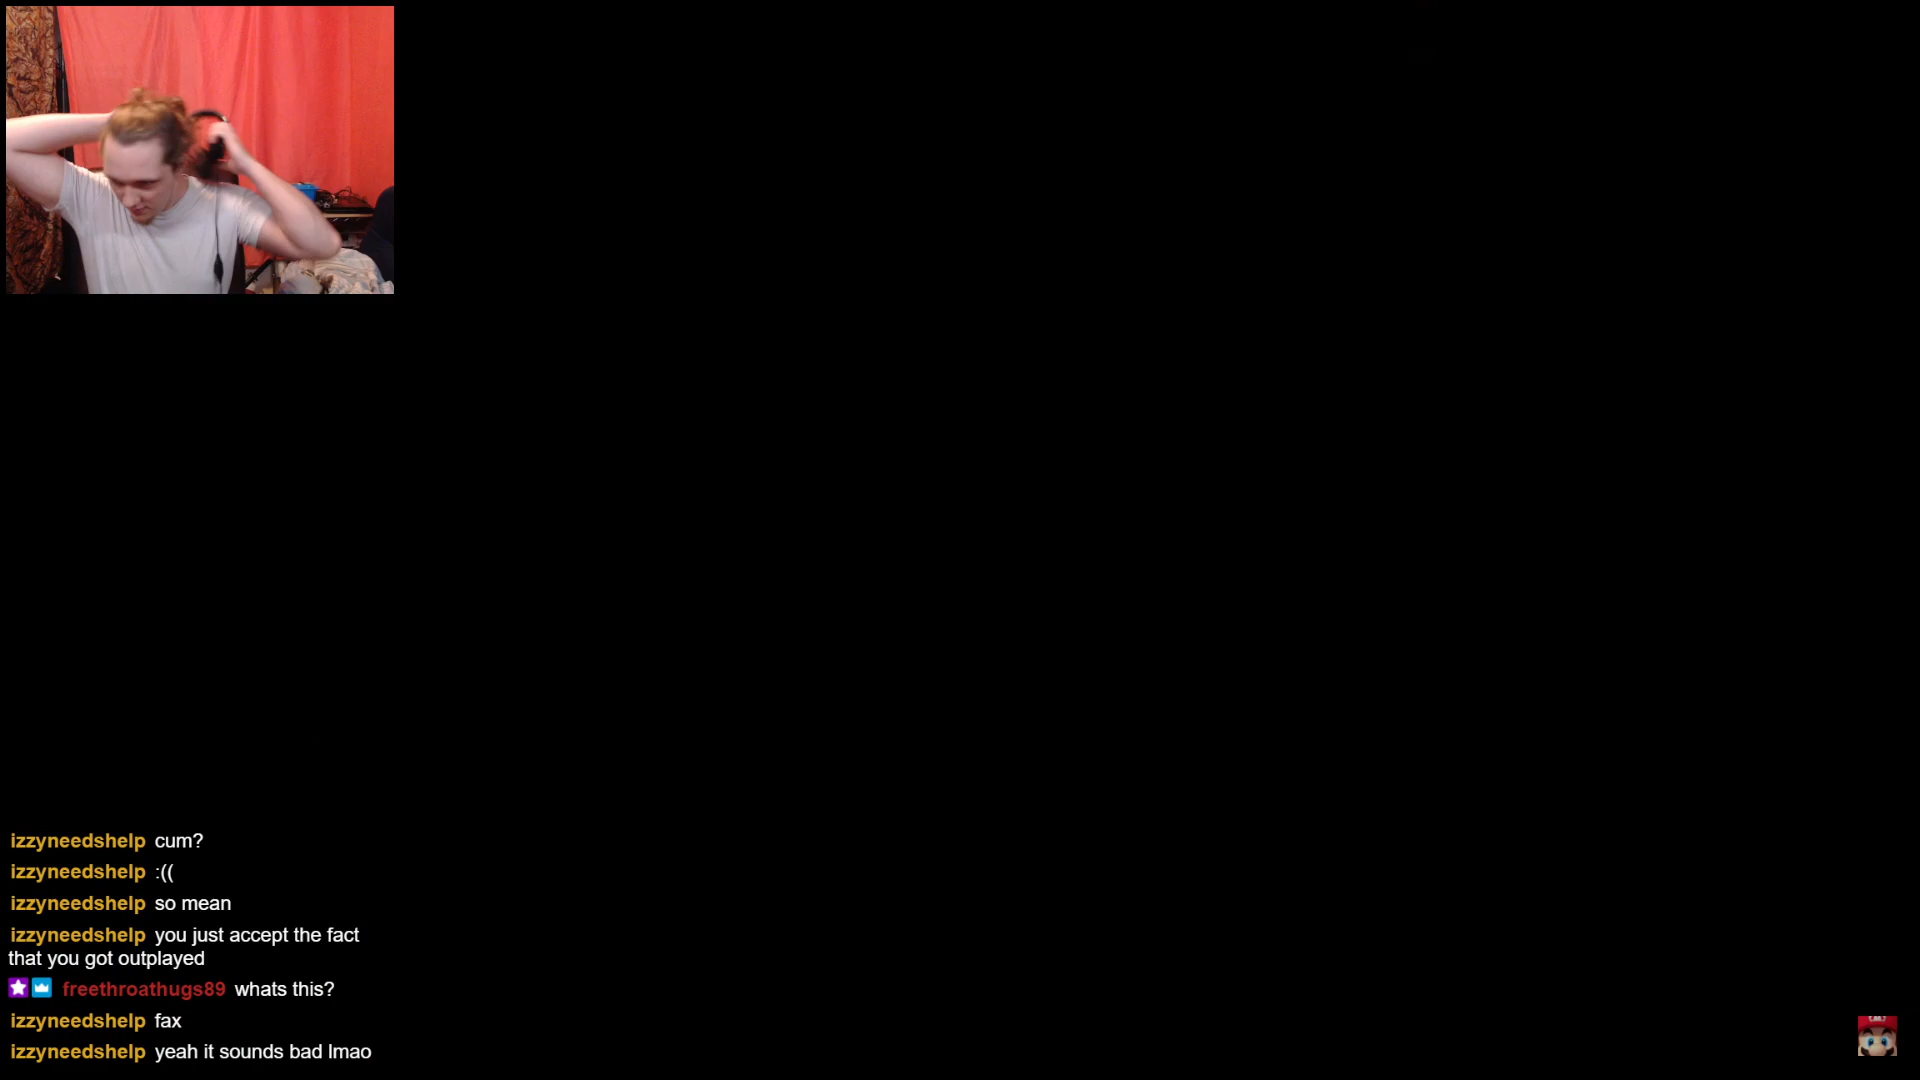 izzyneedshelp cum?
izzyneedshelp :((
izzyneedshelp so mean
izzyneedshelp you just accept the fact
that you got outplayed
freethroathugs89 whats this?
izzyneedshelp fax
izzyneedshelp yeah it sounds bad lmao